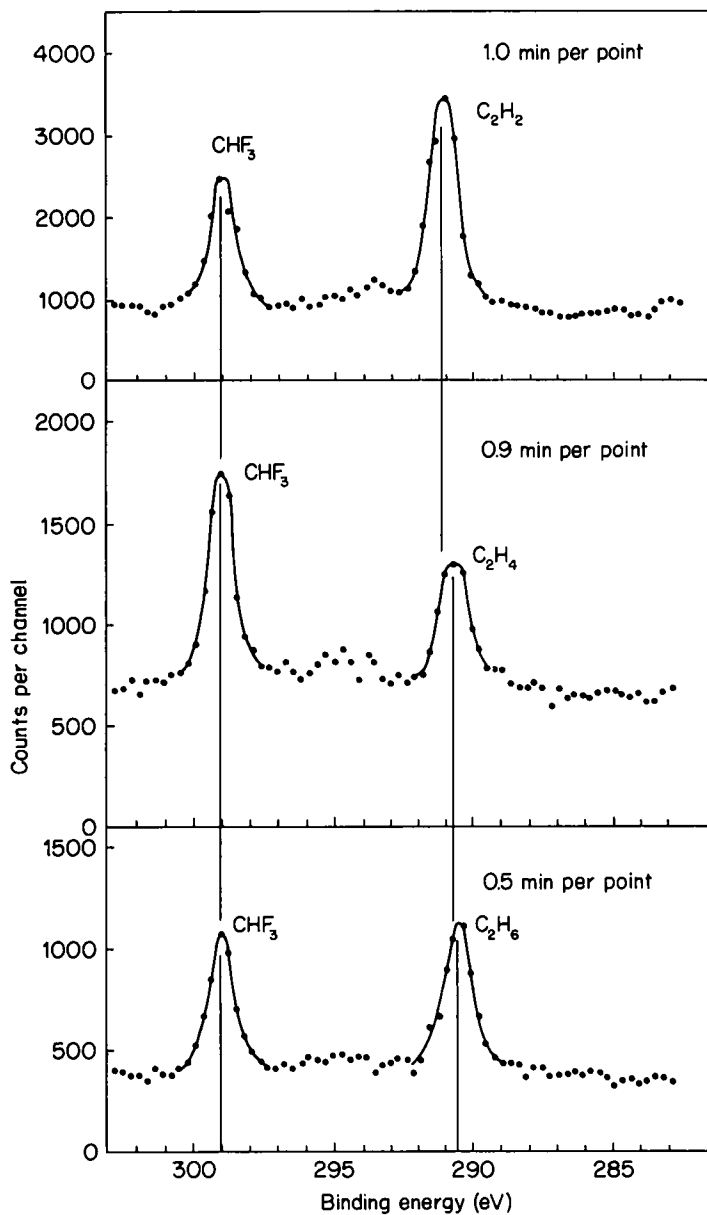 4000
3000
2000
1000
0
1.0 min per point
CHF₃
C₂H₂
2000
1500
1000
500
0
0.9 min per point
CHF₃
C₂H₄
Counts per channel
1500
1000
500
0
0.5 min per point
CHF₃
C₂H₆
300
295
290
285
Binding energy (eV)